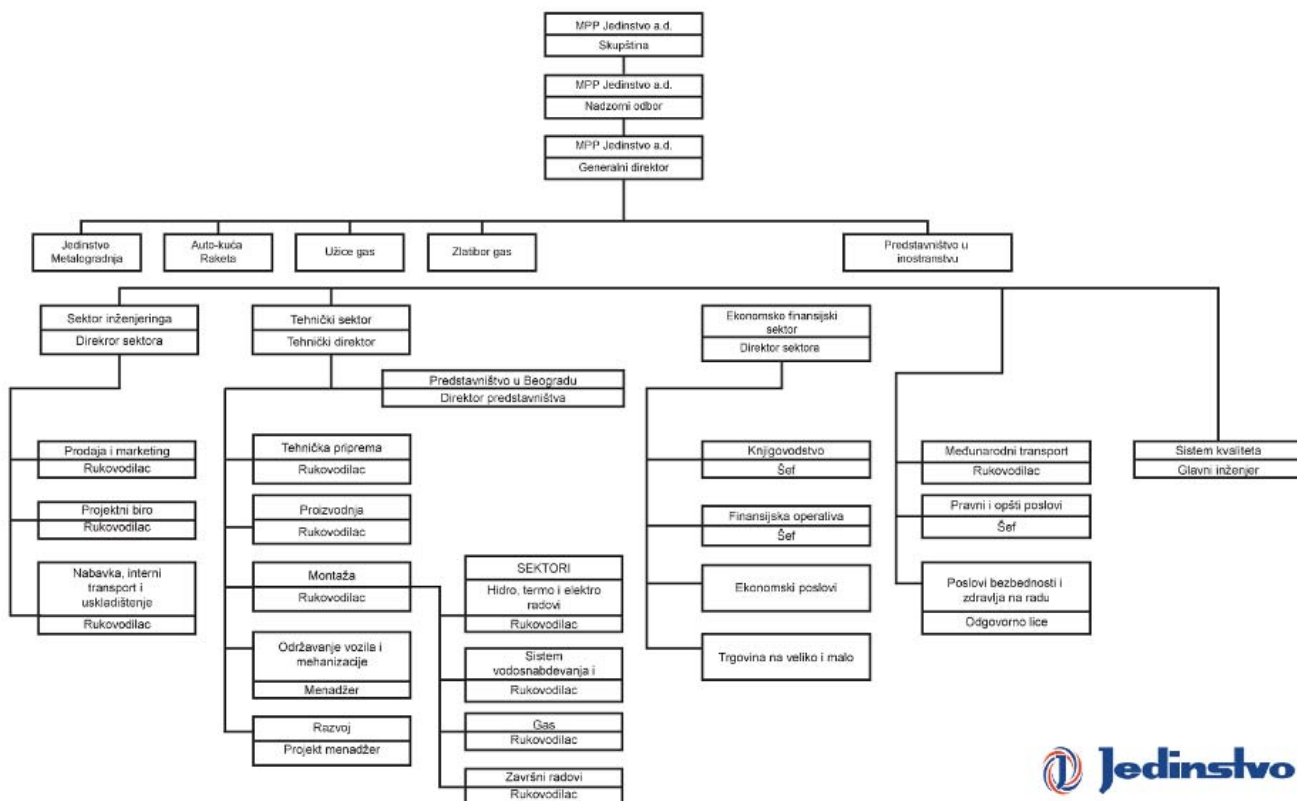 MPP Jedinstvo a.d.
Skupština
MPP Jedinstvo a.d.
Nadzorni odbor
MPP Jedinstvo a.d.
Generalni direktor
Jedinstvo
Metalogradnja
Auto-kuća
Raketa
Užice gas
Zlatibor gas
Predstavništvo u
inostranstvu
Sektor inženjeringa
Direkror sektora
Tehnički sektor
Tehnički direktor
Ekonomsko finansijski
sektor
Direktor sektora
Predstavništvo u Beogradu
Direktor predstavništva
Prodaja i marketing
Rukovodilac
Projektni biro
Rukovodilac
Nabavka, interni
transport i
uskladištenje
Rukovodilac
Tehnička priprema
Rukovodilac
Proizvodnja
Rukovodilac
Montaža
Rukovodilac
Održavanje vozila i
mehanizacije
Menadžer
Razvoj
Projekt menadžer
SEKTORI
Hidro, termo i elektro
radovi
Rukovodilac
Sistem
vodosnabdevanja i
Rukovodilac
Gas
Rukovodilac
Završni radovi
Rukovodilac
Knjigovodstvo
Šef
Finansijska operativa
Šef
Ekonomski poslovi
Trgovina na veliko i malo
Međunarodni transport
Rukovodilac
Pravni i opšti poslovi
Šef
Poslovi bezbednosti i
zdravlja na radu
Odgovorno lice
Sistem kvaliteta
Glavni inženjer
Jedinstvo